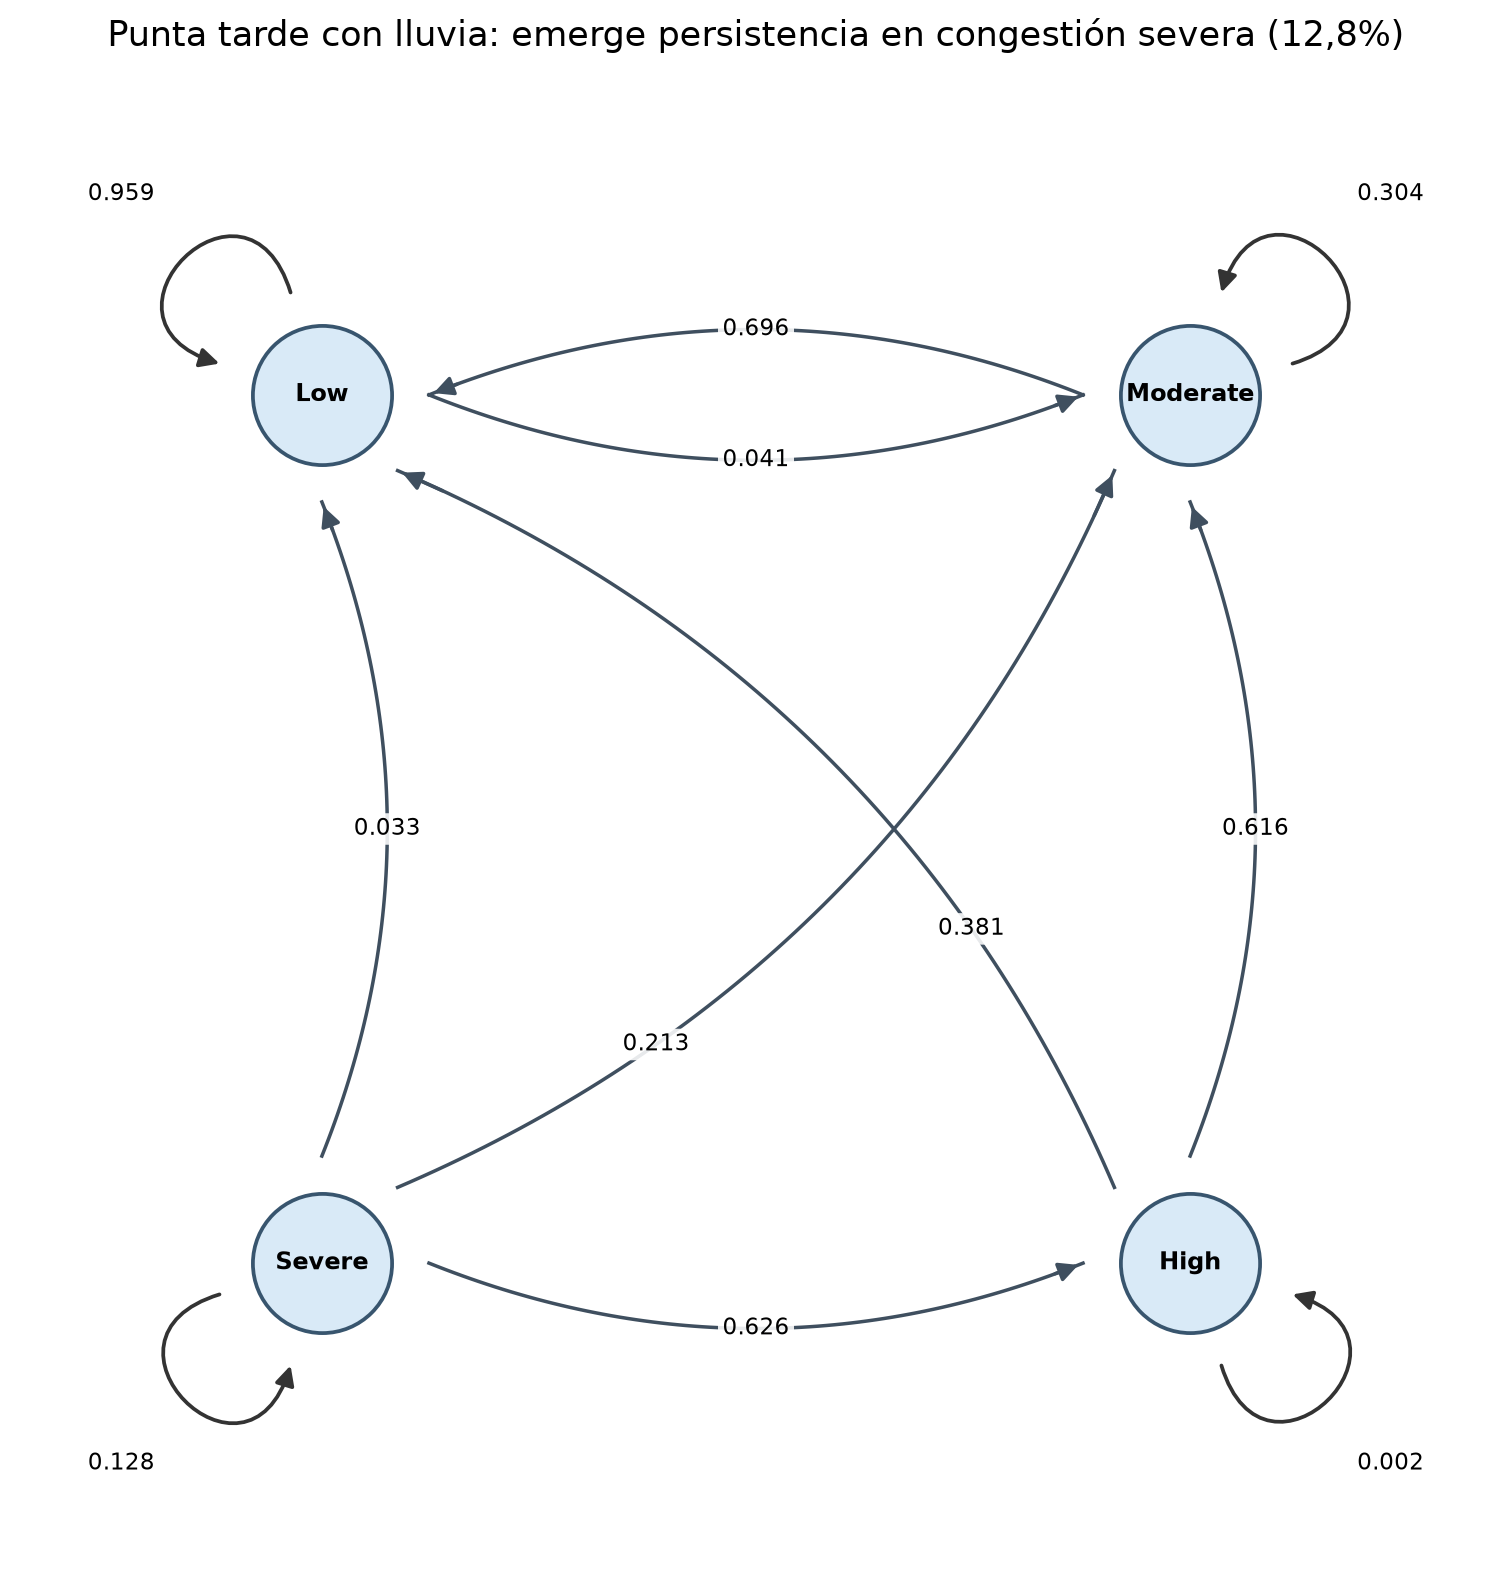 Punta tarde con lluvia: emerge persistencia en congestión severa (12,8%)
0.959
0.304
0.696
Low
Moderate
0.041
0.033
0.616
0.381
0.213
Severe
High
0.626
0.128
0.002